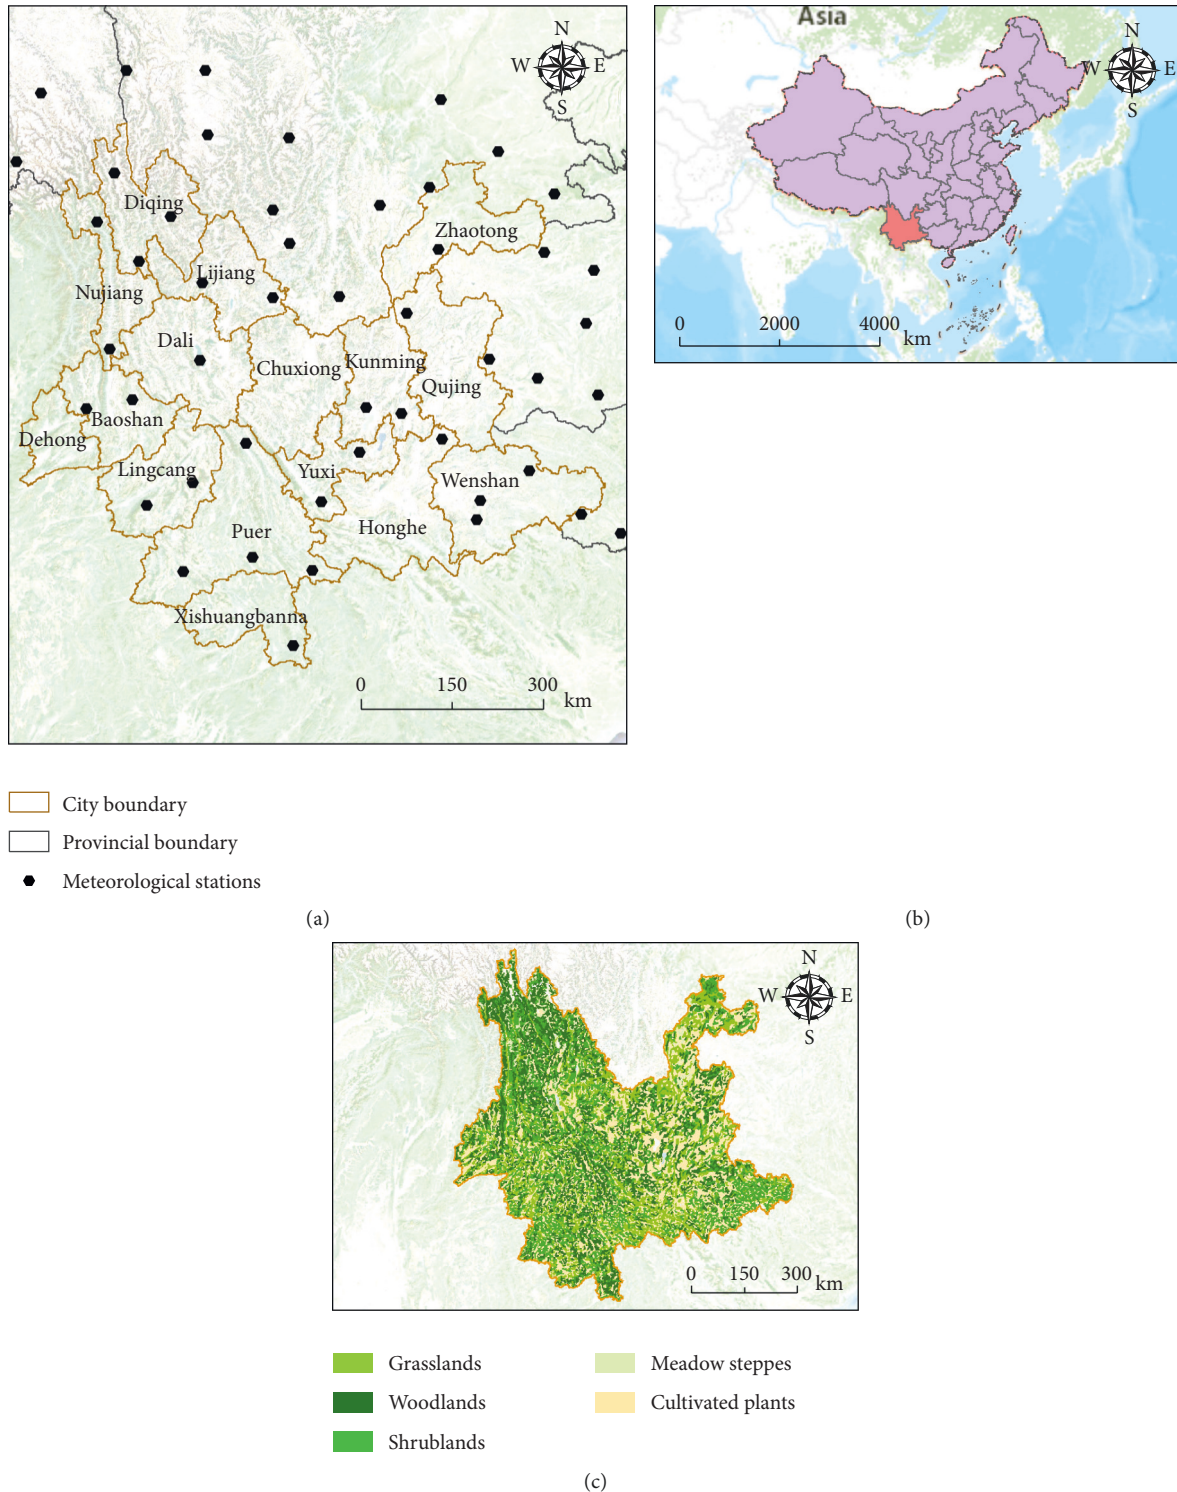 N
W E
S
Diqing
Zhaotong
Lijiang
Nujiang
Dali
Chuxiong
Kunming
Qujing
Baoshan
Dehong
Lingcang
Yuxi
Wenshan
Puer
Honghe
Xishuangbanna
0 150 300
km
City boundary
Provincial boundary
Meteorological stations
(a)
Asia
N
W E
S
0 2000 4000
km
(b)
N
W E
S
0 150 300
km
Grasslands
Woodlands
Shrublands
Meadow steppes
Cultivated plants
(c)